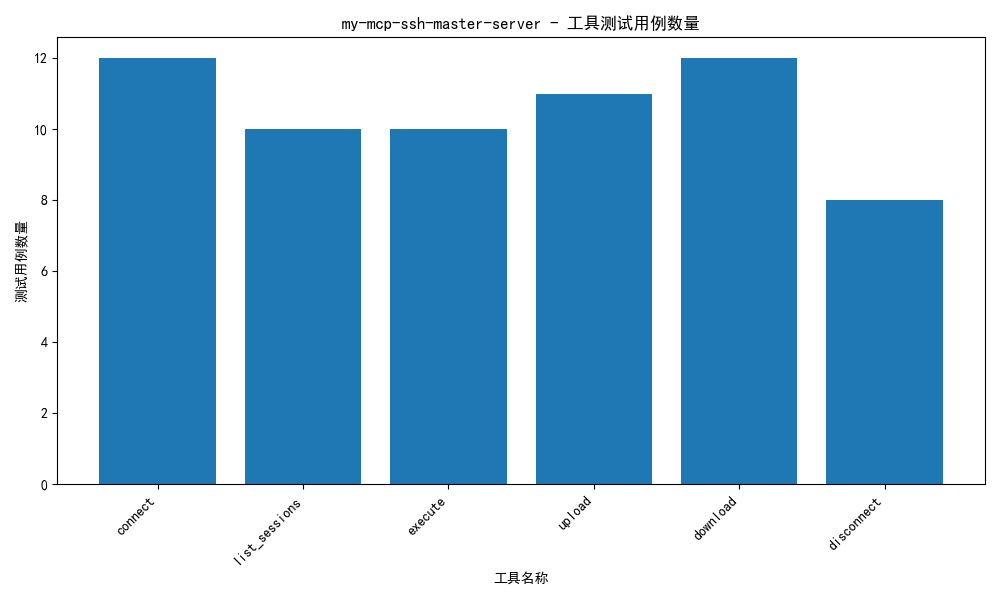 my-mcp-ssh-master-server - 工具测试用例数量
测试用例数量
12
10
8
6
4
2
0
connect
list_sessions
execute
upload
download
disconnect
工具名称